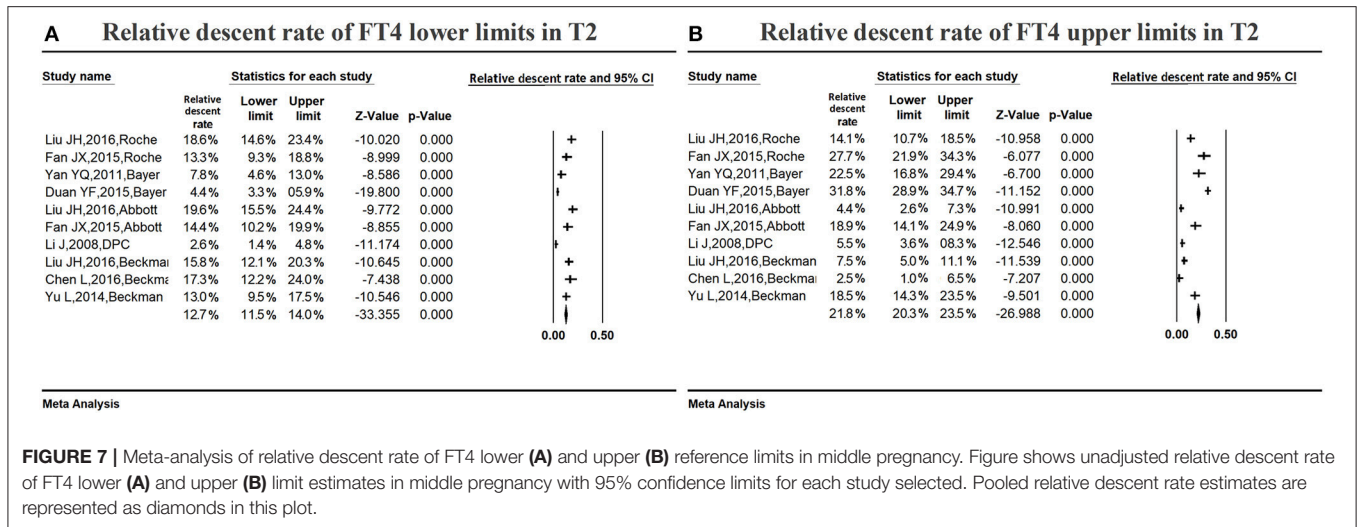 A Relative descent rate of FT4 lower limits in T2
Study name Statistics for each study Relative descent rate and 95% CI
Relative descent rate Lower limit Upper limit Z-Value p-Value
Liu JH,2016,Roche 18.6% 14.6% 23.4% -10.020 0.000
Fan JX,2015,Roche 13.3% 9.3% 18.8% -8.999 0.000
Yan YQ,2011,Bayer 7.8% 4.6% 13.0% -8.586 0.000
Duan YF,2015,Bayer 4.4% 3.3% 05.9% -19.800 0.000
Liu JH,2016,Abbott 19.6% 15.5% 24.4% -9.772 0.000
Fan JX,2015,Abbott 14.4% 10.2% 19.9% -8.855 0.000
Li J,2008,DPC 2.6% 1.4% 4.8% -11.174 0.000
Liu JH,2016,Beckman 15.8% 12.1% 20.3% -10.645 0.000
Chen L,2016,Beckma 17.3% 12.2% 24.0% -7.438 0.000
Yu L,2014,Beckman 13.0% 9.5% 17.5% -10.546 0.000
12.7% 11.5% 14.0% -33.355 0.000
0.00 0.50
Meta Analysis
B Relative descent rate of FT4 upper limits in T2
Study name Statistics for each study Relative descent rate and 95% CI
Relative descent rate Lower limit Upper limit Z-Value p-Value
Liu JH,2016,Roche 14.1% 10.7% 18.5% -10.958 0.000
Fan JX,2015,Roche 27.7% 21.9% 34.3% -6.077 0.000
Yan YQ,2011,Bayer 22.5% 16.8% 29.4% -6.700 0.000
Duan YF,2015,Bayer 31.8% 28.9% 34.7% -11.152 0.000
Liu JH,2016,Abbott 4.4% 2.6% 7.3% -10.991 0.000
Fan JX,2015,Abbott 18.9% 14.1% 24.9% -8.060 0.000
Li J,2008,DPC 5.5% 3.6% 08.3% -12.546 0.000
Liu JH,2016,Beckman 7.5% 5.0% 11.1% -11.539 0.000
Chen L,2016,Beckma 2.5% 1.0% 6.5% -7.207 0.000
Yu L,2014,Beckman 18.5% 14.3% 23.5% -9.501 0.000
21.8% 20.3% 23.5% -26.988 0.000
0.00 0.50
Meta Analysis
FIGURE 7 | Meta-analysis of relative descent rate of FT4 lower (A) and upper (B) reference limits in middle pregnancy. Figure shows unadjusted relative descent rate
of FT4 lower (A) and upper (B) limit estimates in middle pregnancy with 95% confidence limits for each study selected. Pooled relative descent rate estimates are
represented as diamonds in this plot.